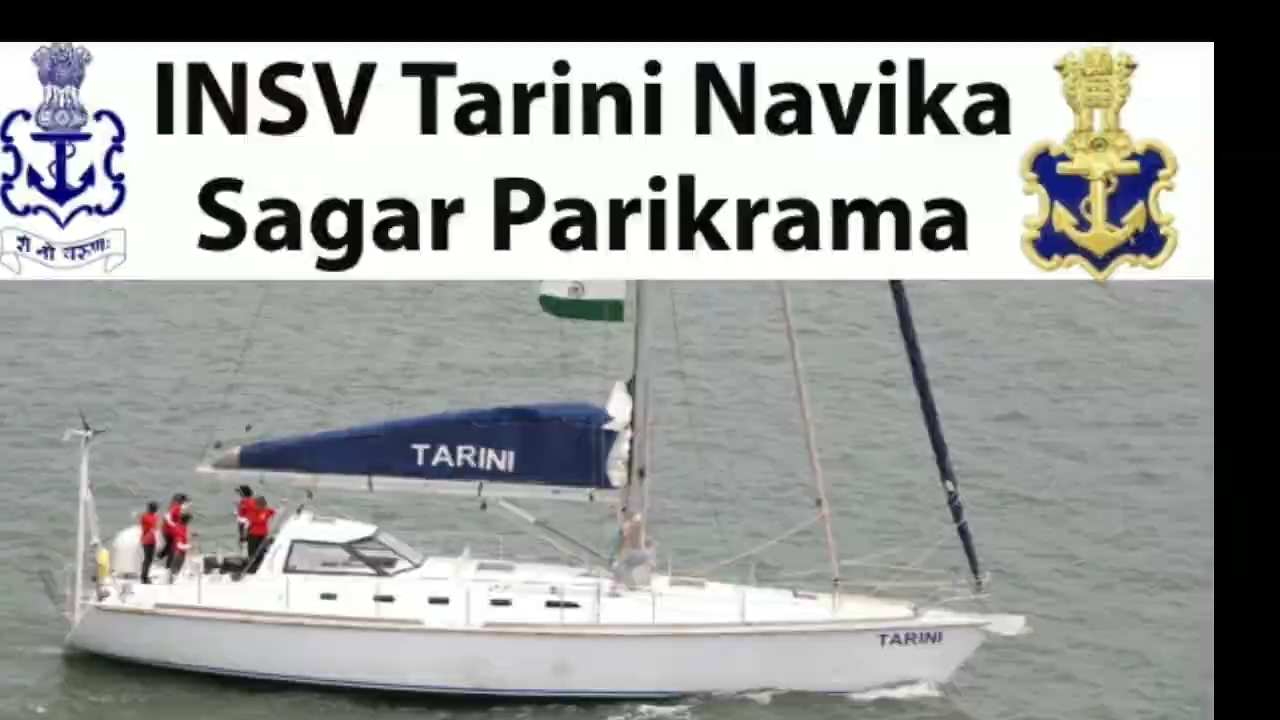 INSV Tarini Navika
Sagar Parikrama
शं नो वरुणः
TARINI
TARINI